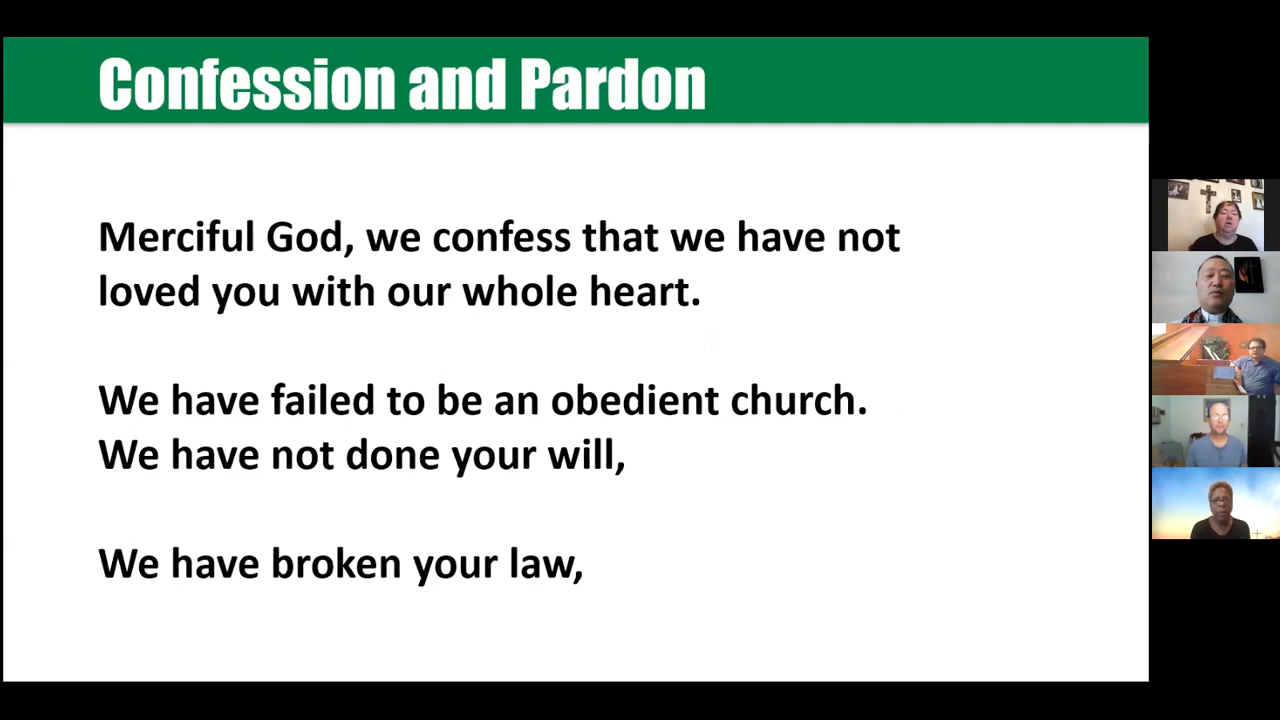 Confession and Pardon
Merciful God, we confess that we have not
loved you with our whole heart.
We have failed to be an obedient church.
We have not done your will,
We have broken your law,